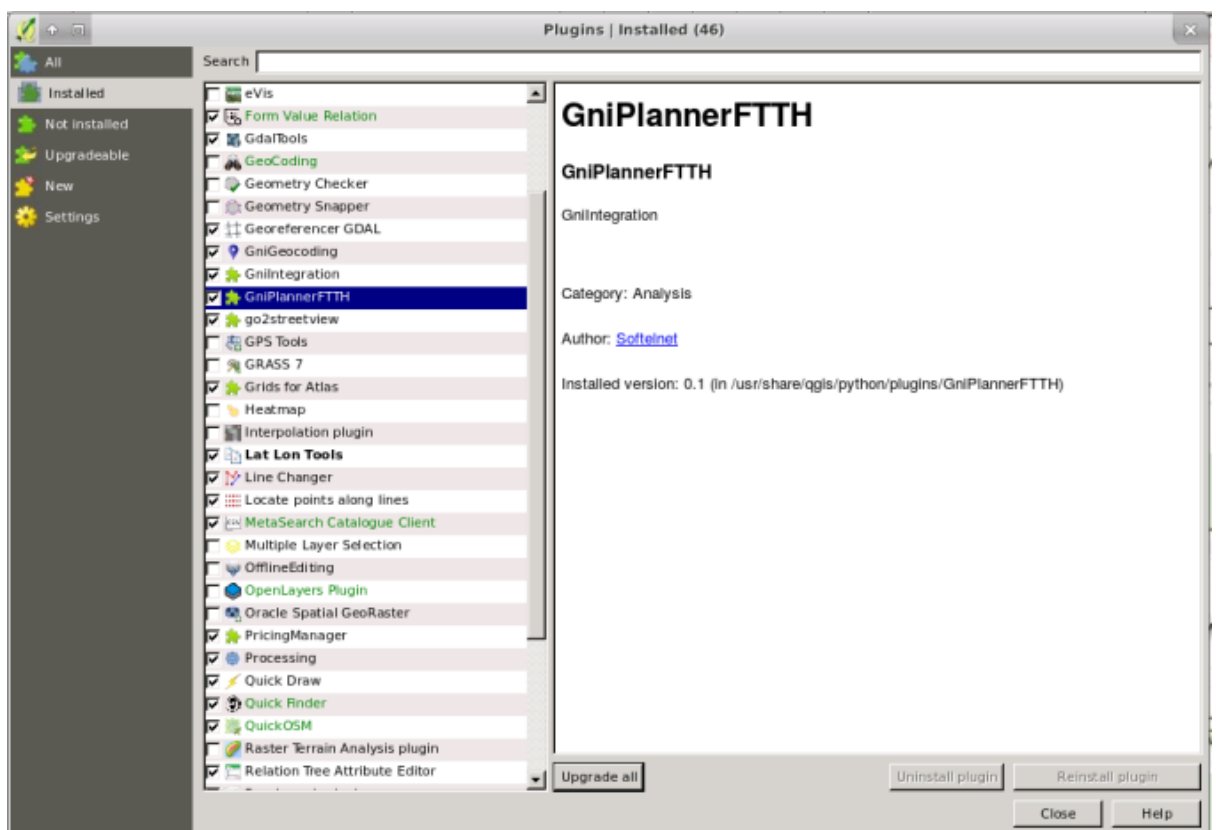 Plugins | Installed (46)
All
Installed
Not installed
Upgradeable
New
Settings
Search
eVis
Form Value Relation
GdalTools
GeoCoding
Geometry Checker
Geometry Snapper
Georeferencer GDAL
GniGeocoding
GniIntegration
GniPlannerFTTH
go2streetview
GPS Tools
GRASS 7
Grids for Atlas
Heatmap
Interpolation plugin
Lat Lon Tools
Line Changer
Locate points along lines
MetaSearch Catalogue Client
Multiple Layer Selection
OfflineEditing
OpenLayers Plugin
Oracle Spatial GeoRaster
PricingManager
Processing
Quick Draw
Quick Finder
QuickOSM
Raster Terrain Analysis plugin
Relation Tree Attribute Editor
GniPlannerFTTH
GniPlannerFTTH
GniIntegration
Category: Analysis
Author: Softelnet
Installed version: 0.1 (in /usr/share/qgis/python/plugins/GniPlannerFTTH)
Upgrade all
Uninstall plugin
Reinstall plugin
Close
Help